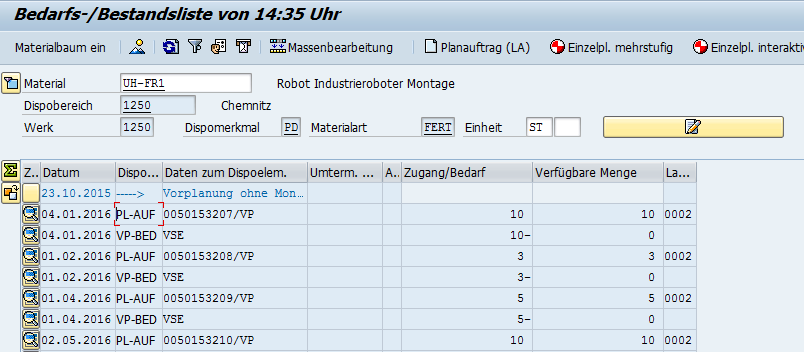 Bedarfs-/Bestandsliste von 14:35 Uhr
Materialbaum ein Massenbearbeitung Planauftrag (LA) Einzelpl. mehrstufig Einzelpl. interaktiv
Material UH-FR1 Robot Industrieroboter Montage
Dispobereich 1250 Chemnitz
Werk 1250 Dispomerkmal PD Materialart FERT Einheit ST
Z.. Datum Dispo... Daten zum Dispoelem. Umterm. ... A.. Zugang/Bedarf Verfügbare Menge La...
23.10.2015 -----> Vorplanung ohne Mon…
04.01.2016 PL-AUF 0050153207/VP 10 10 0002
04.01.2016 VP-BED VSE 10- 0
01.02.2016 PL-AUF 0050153208/VP 3 3 0002
01.02.2016 VP-BED VSE 3- 0
01.04.2016 PL-AUF 0050153209/VP 5 5 0002
01.04.2016 VP-BED VSE 5- 0
02.05.2016 PL-AUF 0050153210/VP 10 10 0002